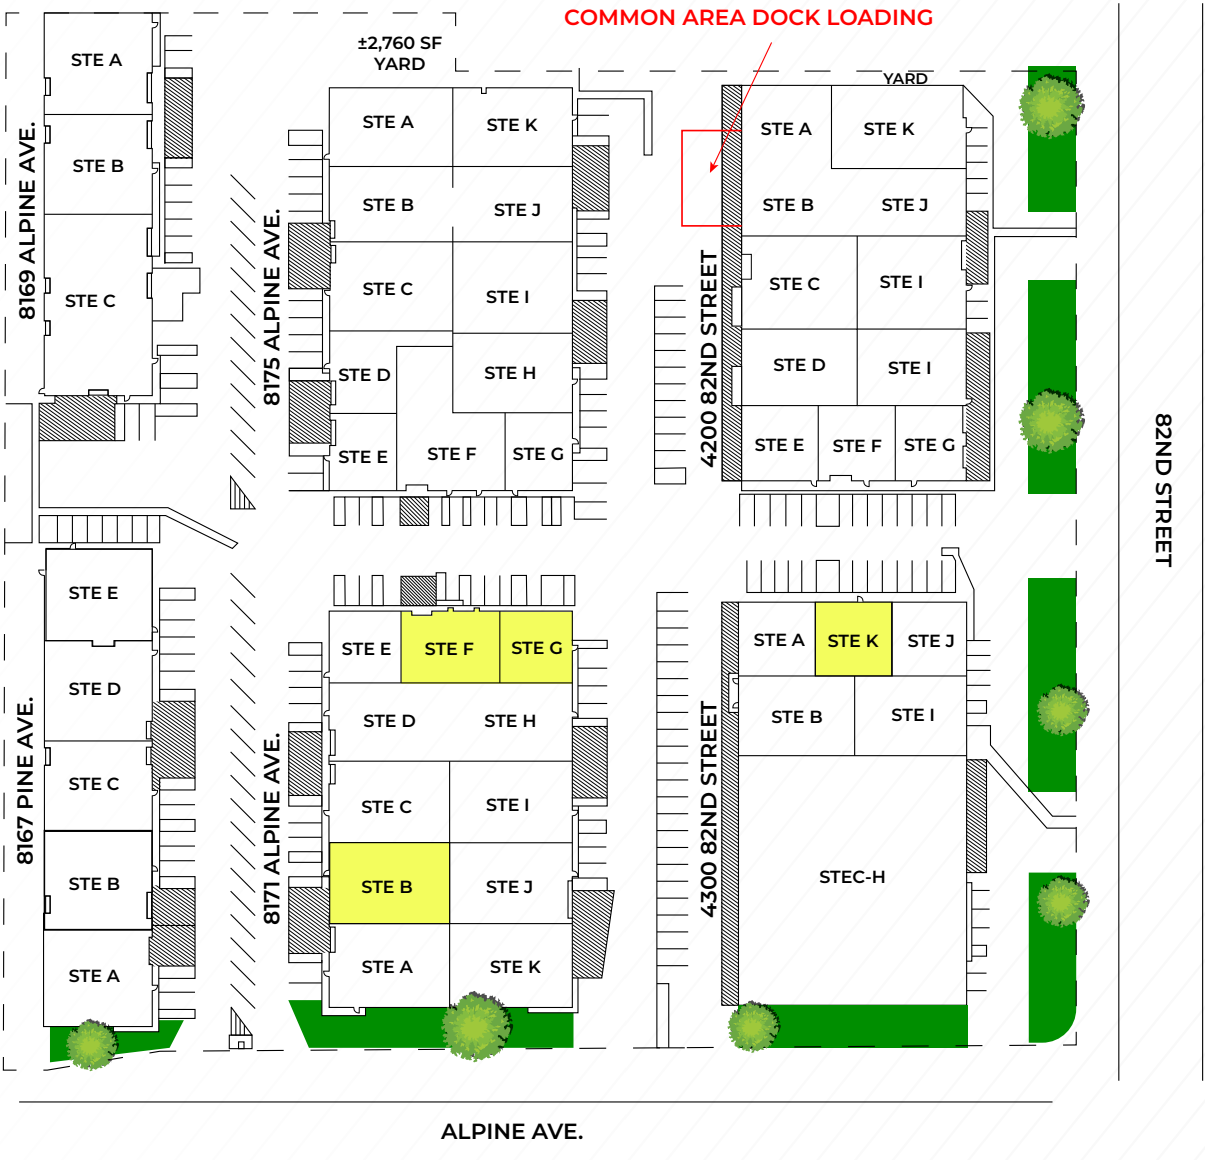 COMMON AREA DOCK LOADING
±2,760 SF
YARD
YARD
8169 ALPINE AVE.
STE A
STE B
STE C
8175 ALPINE AVE.
STE A
STE K
STE B
STE J
STE C
STE I
STE D
STE H
STE E
STE F
STE G
4200 82ND STREET
STE A
STE K
STE B
STE J
STE C
STE I
STE D
STE I
STE E
STE F
STE G
82ND STREET
8167 PINE AVE.
STE E
STE D
STE C
STE B
STE A
8171 ALPINE AVE.
STE E
STE F
STE G
STE D
STE H
STE C
STE I
STE B
STE J
STE A
STE K
4300 82ND STREET
STE A
STE K
STE J
STE B
STE I
STEC-H
ALPINE AVE.